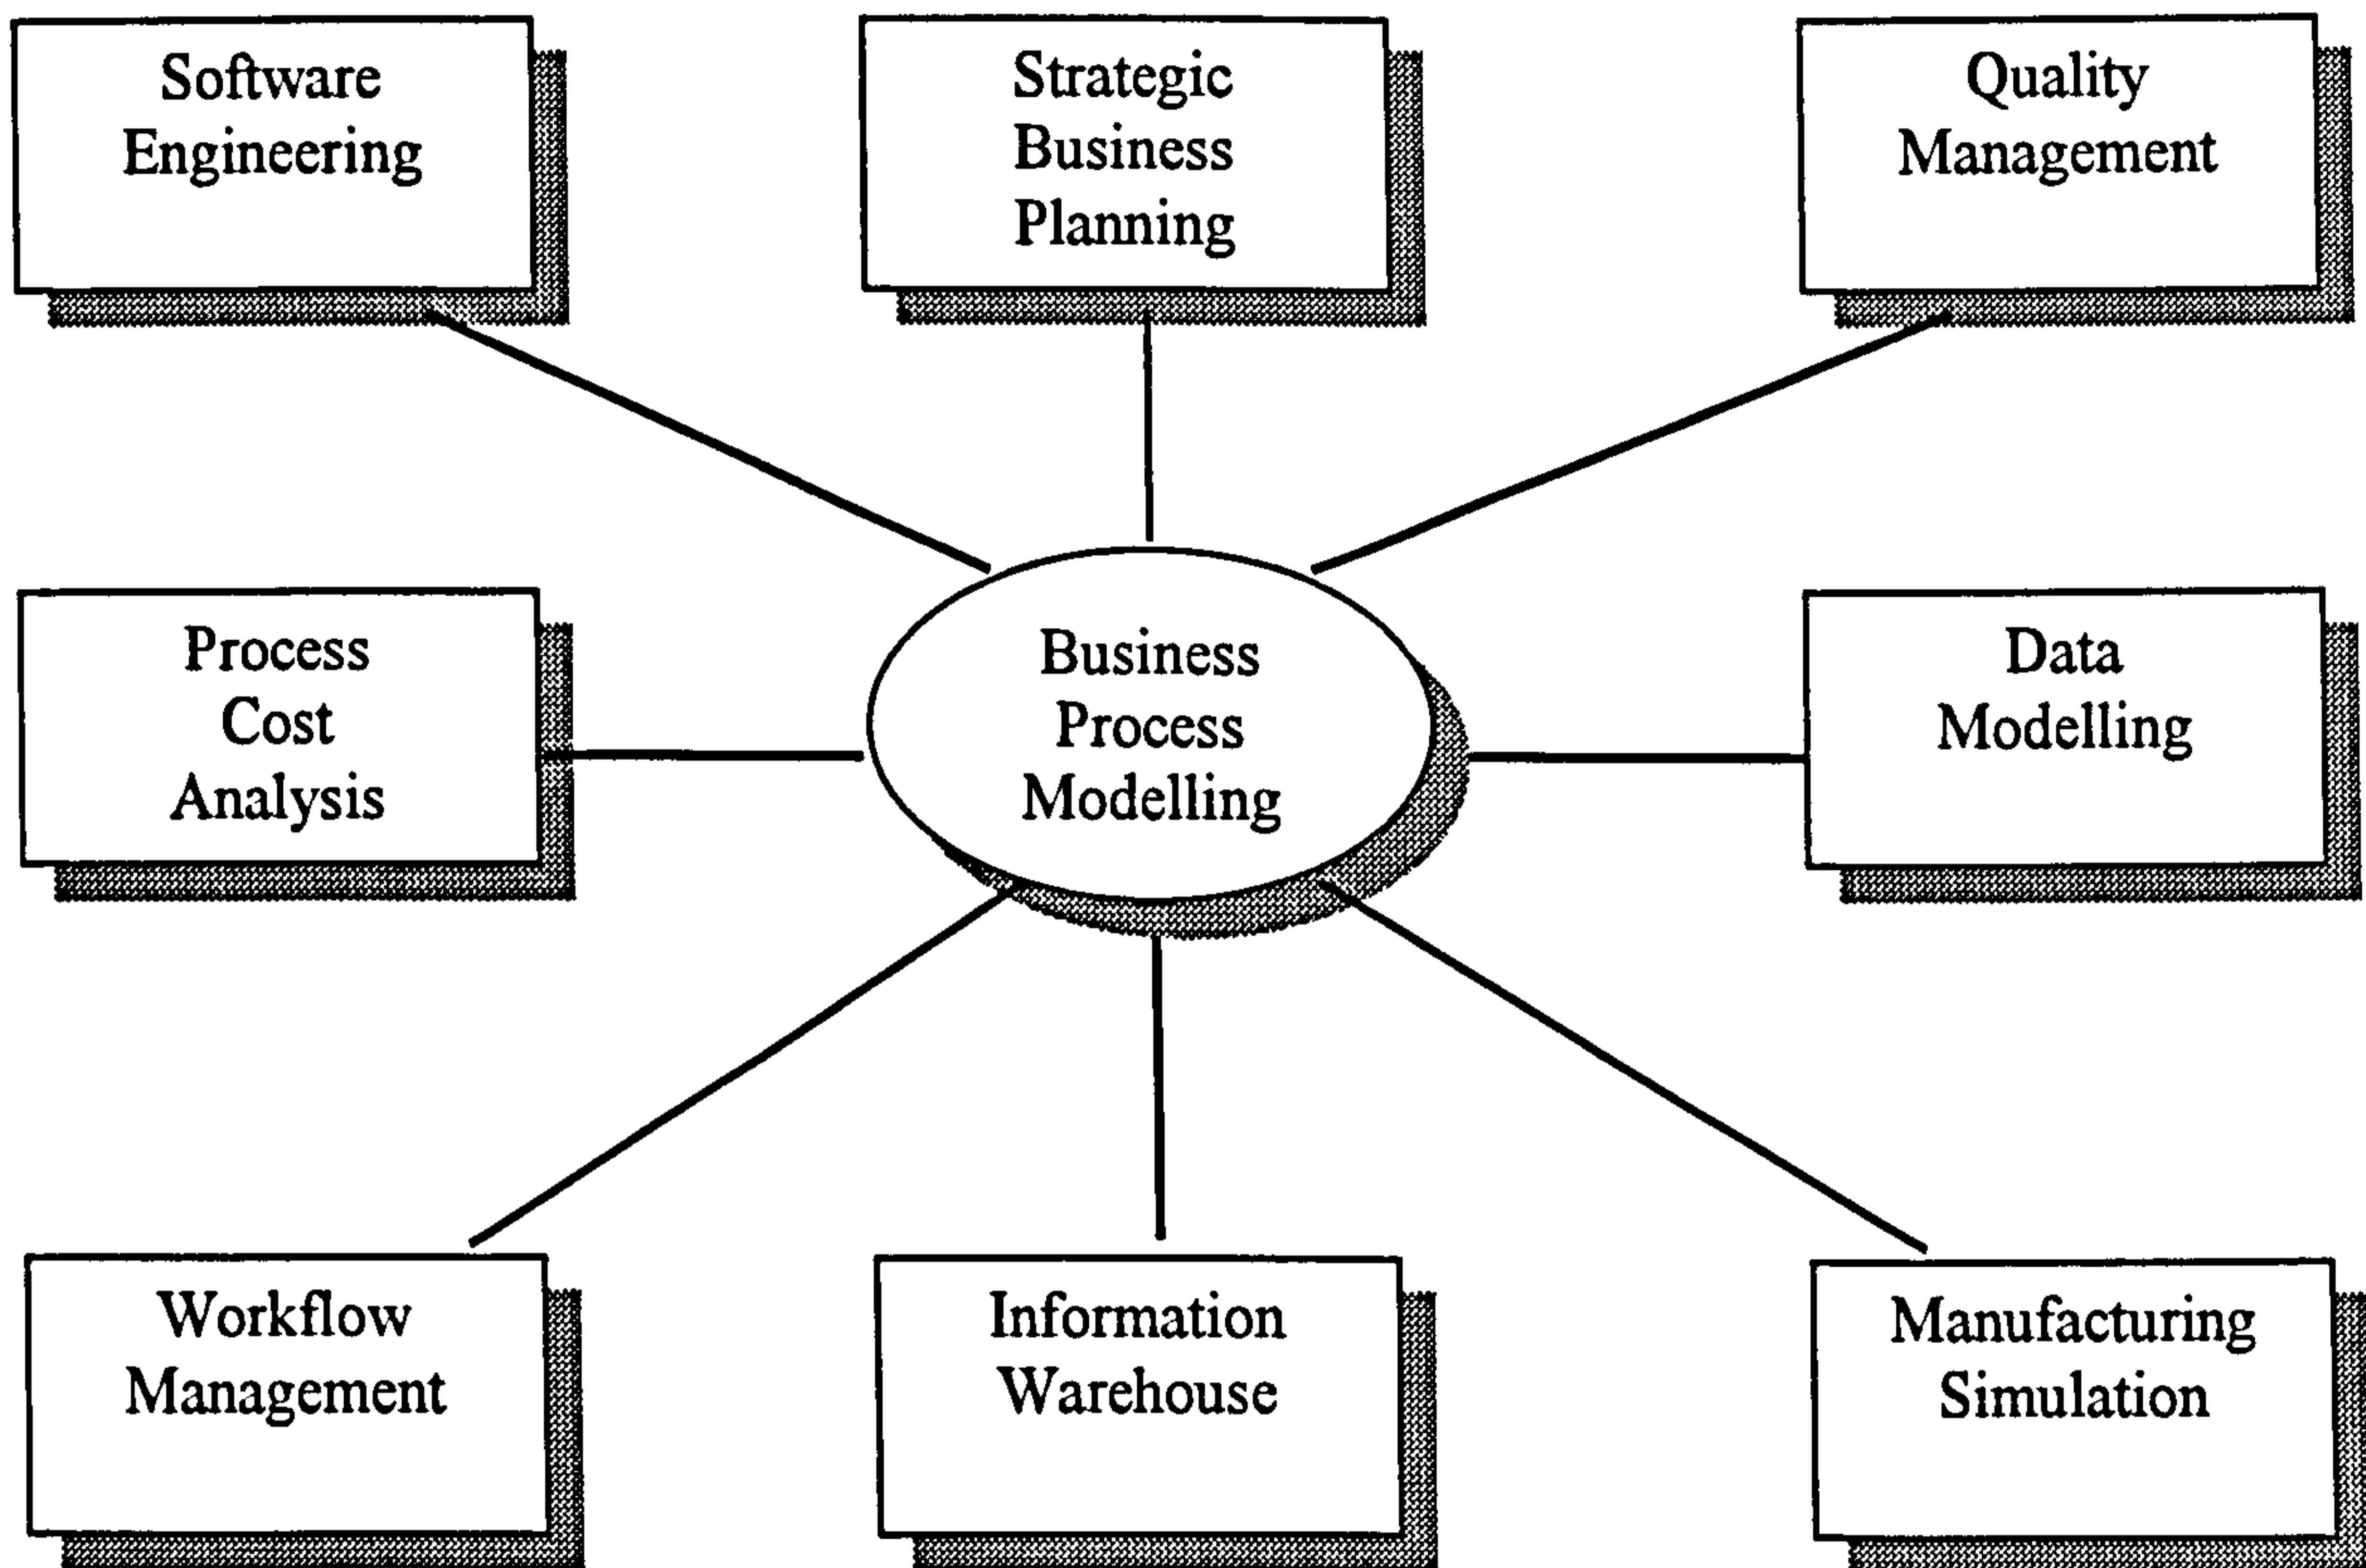 Software
Engineering
Strategic
Business
Planning
Quality
Management
Process
Cost
Analysis
Business
Process
Modelling
Data
Modelling
Workflow
Management
Information
Warehouse
Manufacturing
Simulation